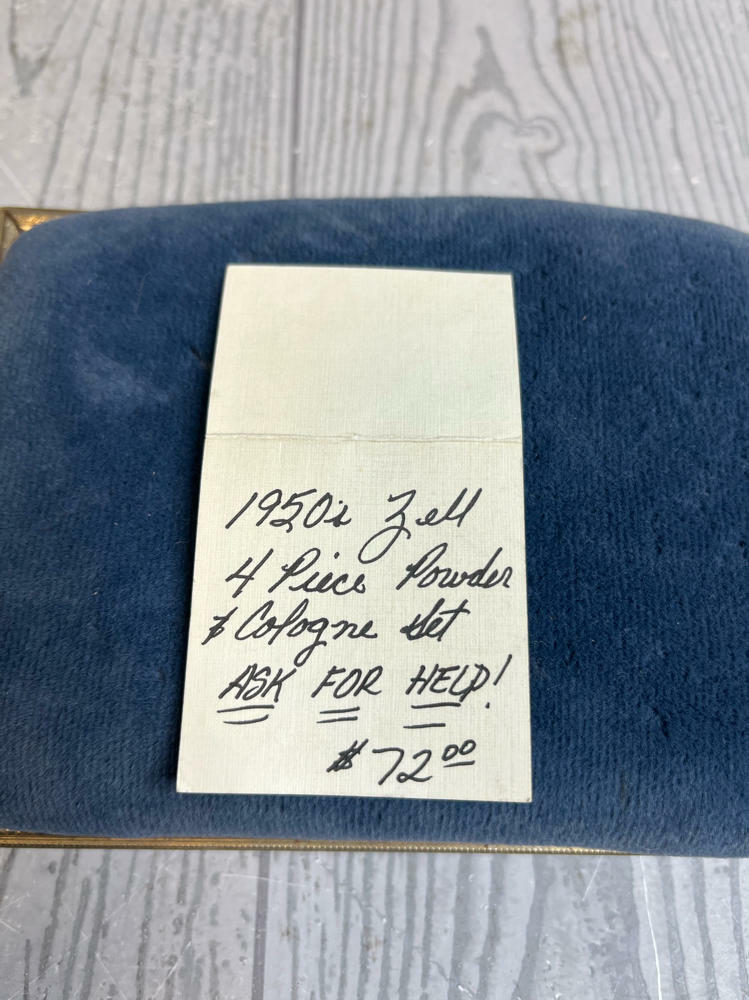 1950's Zell
4 Piece Powder
& Cologne Set
ASK FOR HELP!
$72.00